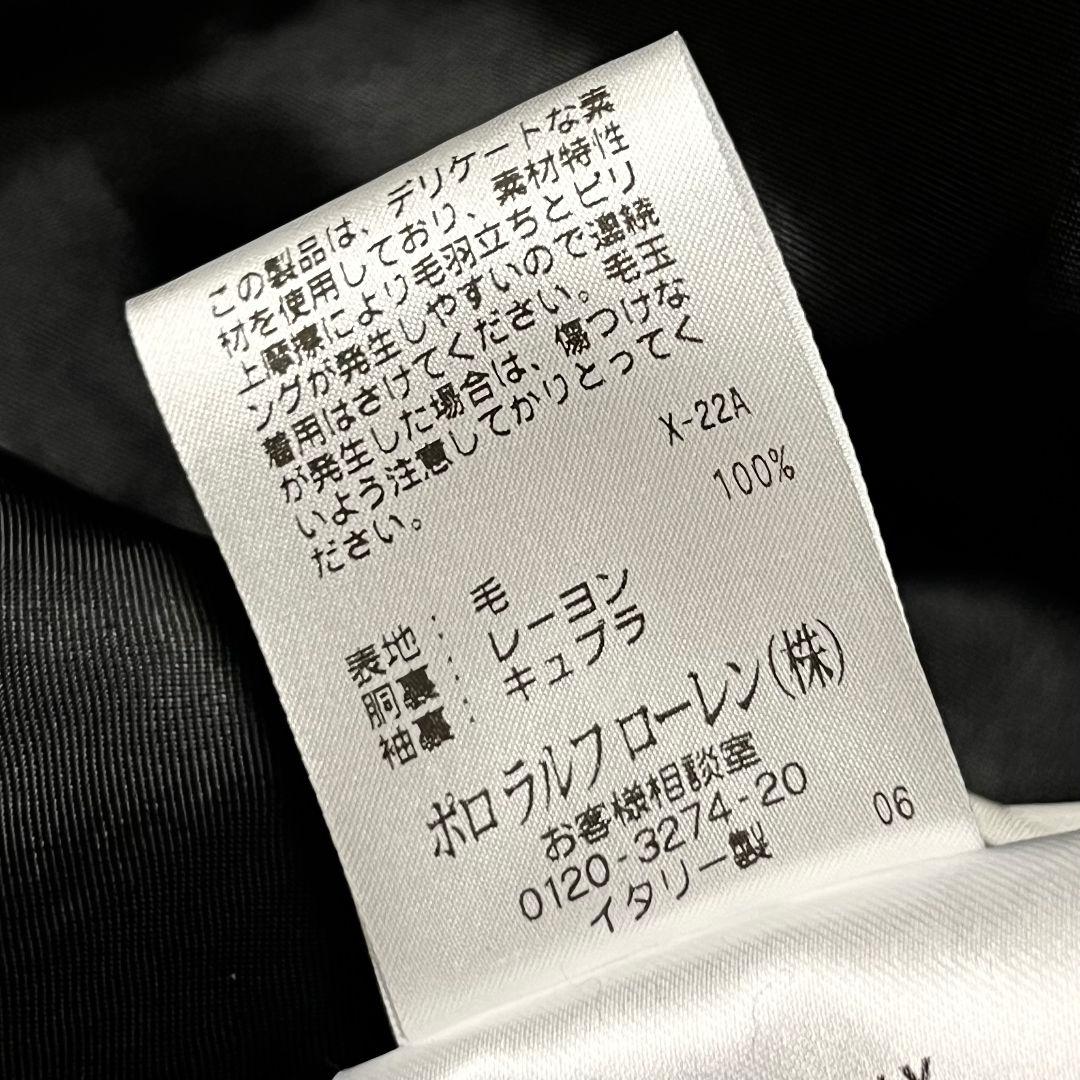 この製品は、デリケートな素
材を使用しており、素材特性
上摩擦により毛羽立ちとピリ
ングが発生しやすいので連続
着用はさけてください。毛玉
が発生した場合は、傷つけな
いよう注意してかりとってく
ださい。
X-22A
100%
表地: 毛
胴裏: レーヨン
袖裏: キュプラ
ポロ ラルフ ローレン(株)
お客様相談室
0120-3274-20
イタリー製
06